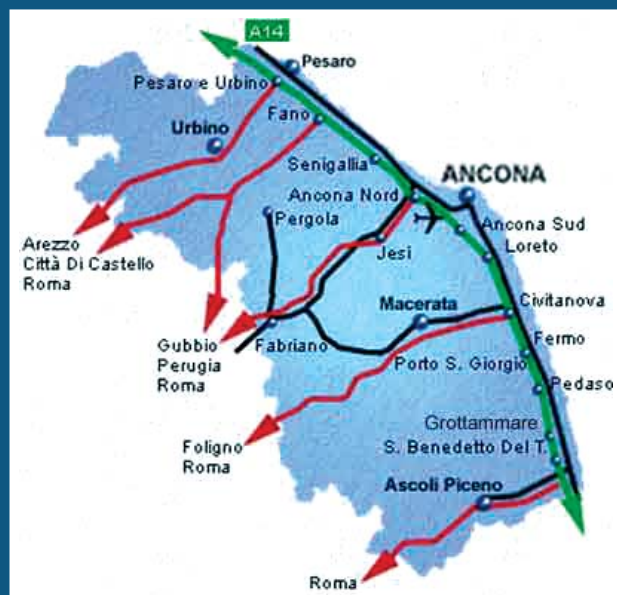 A14
Pesaro
Pesaro e Urbino
Fano
Urbino
Senigallia
ANCONA
Ancona Nord
Pergola
Ancona Sud
Loreto
Jesi
Arezzo
Città Di Castello
Roma
Macerata
Civitanova
Gubbio
Perugia
Roma
Fabriano
Fermo
Porto S. Giorgio
Pedaso
Foligno
Roma
Grottammare
S. Benedetto Del T.
Ascoli Piceno
Roma